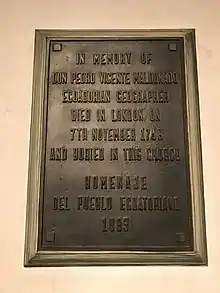 IN MEMORY OF
DON PEDRO VICENTE MALDONADO
ECUADORIAN GEOGRAPHER
DIED IN LONDON ON
7TH NOVEMBER 1748
AND BURIED IN THIS CHURCH
HOMENAJE
DEL PUEBLO ECUATORIANO